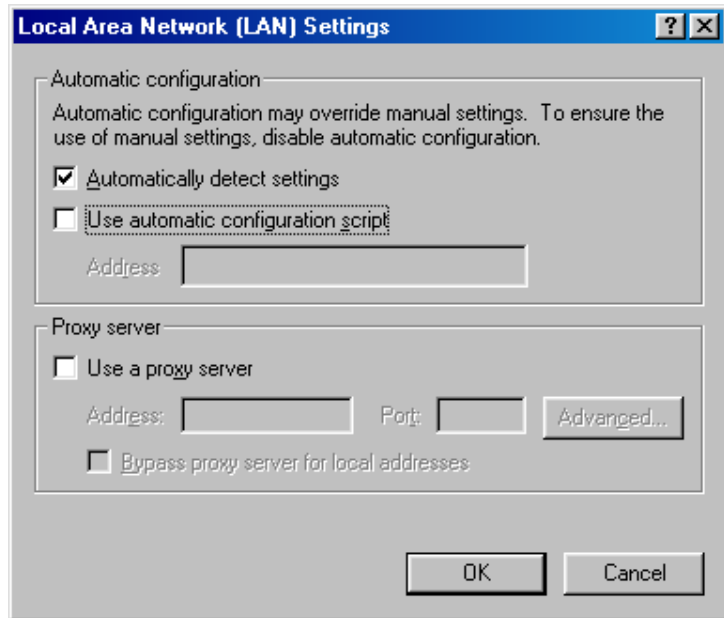 Local Area Network (LAN) Settings
Automatic configuration
Automatic configuration may override manual settings. To ensure the
use of manual settings, disable automatic configuration.
Automatically detect settings
Use automatic configuration script
Address
Proxy server
Use a proxy server
Address: Port: Advanced...
Bypass proxy server for local addresses
OK Cancel